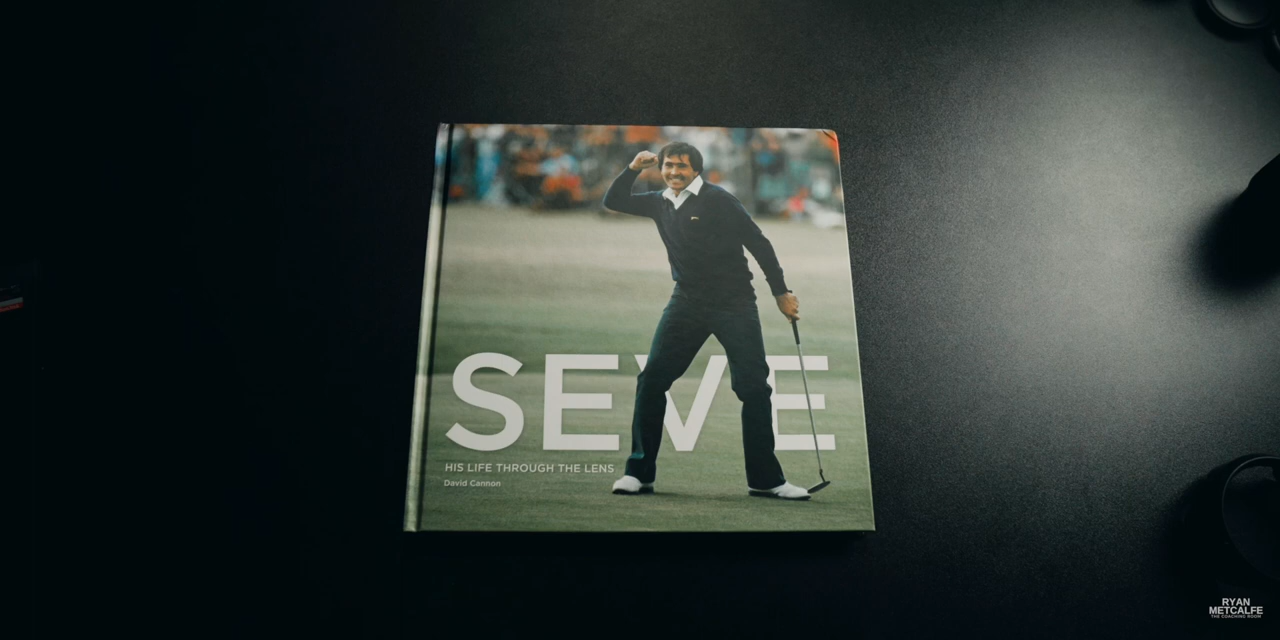 SEVE
HIS LIFE THROUGH THE LENS
David Cannon
RYAN
METCALFE
THE COACHING ROOM